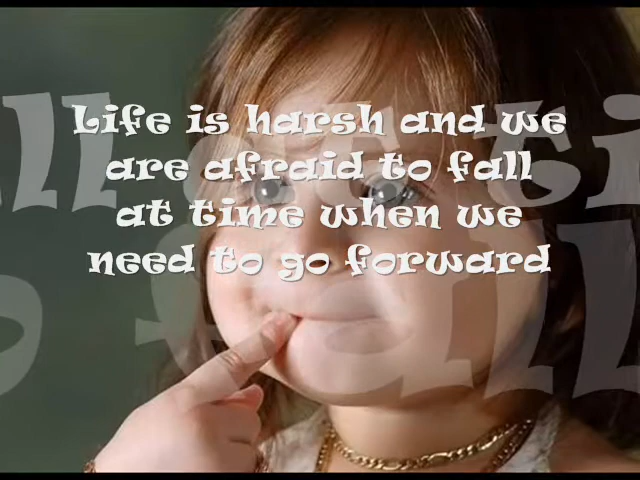 Life is harsh and we
are afraid to fall
at time when we
need to go forward